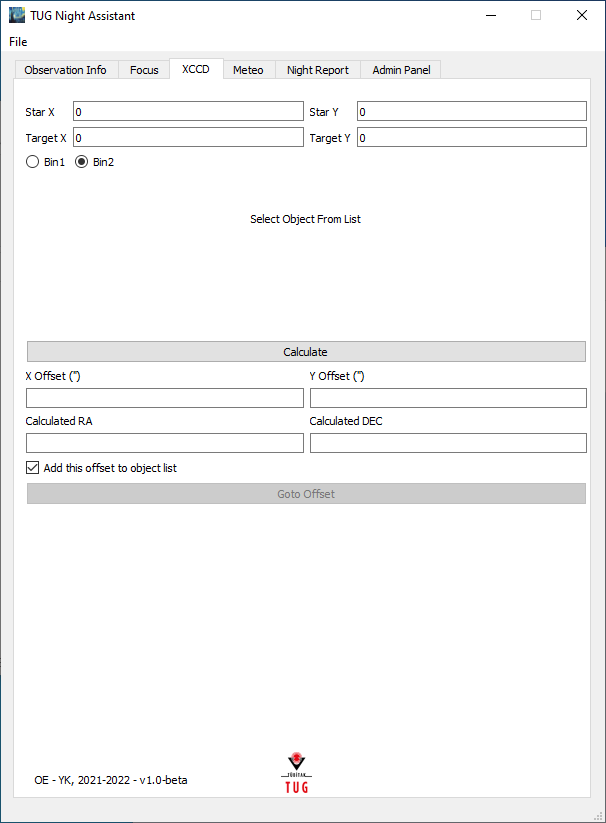 TUG Night Assistant
File
Observation Info Focus XCCD Meteo Night Report Admin Panel
Star X 0 Star Y 0
Target X 0 Target Y 0
Bin1 Bin2
Select Object From List
Calculate
X Offset (") Y Offset (")
Calculated RA Calculated DEC
Add this offset to object list
Goto Offset
TÜBİTAK
OE - YK, 2021-2022 - v1.0-beta
TUG